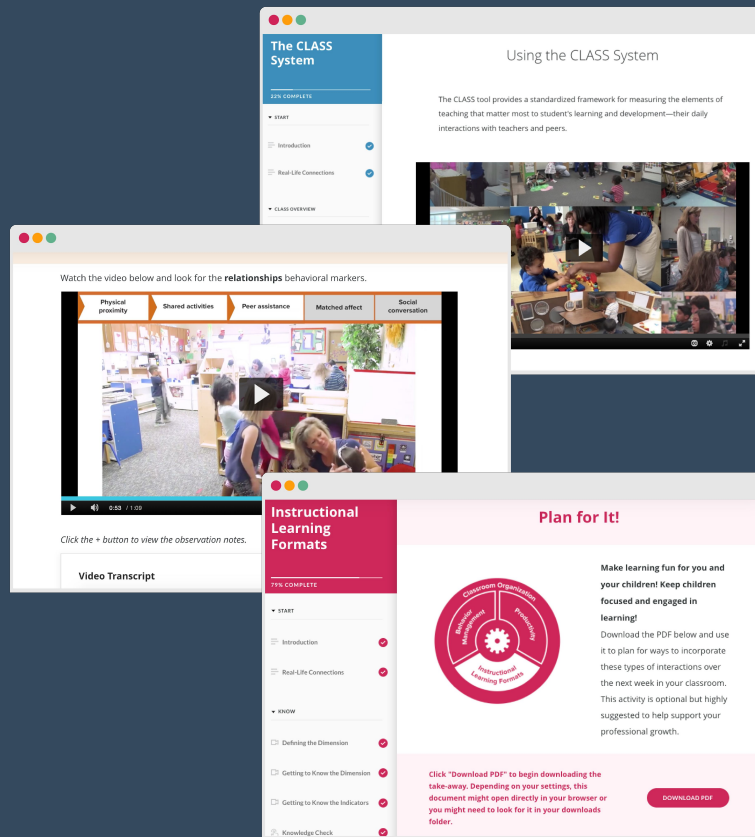 The CLASS
System
22% COMPLETE
START
Introduction
Real-Life Connections
CLASS OVERVIEW
Using the CLASS System
The CLASS tool provides a standardized framework for measuring the elements of
teaching that matter most to student's learning and development—their daily
interactions with teachers and peers.
Watch the video below and look for the relationships behavioral markers.
Physical
proximity
Shared activities
Peer assistance
Matched affect
Social
conversation
0:53 / 1:09
Click the + button to view the observation notes.
Video Transcript
Instructional
Learning
Formats
79% COMPLETE
START
Introduction
Real-Life Connections
KNOW
Defining the Dimension
Getting to Know the Dimension
Getting to Know the Indicators
Knowledge Check
Plan for It!
Classroom Organization
Behavior
Management
Productivity
Instructional
Learning Formats
Make learning fun for you and
your children! Keep children
focused and engaged in
learning!
Download the PDF below and use
it to plan for ways to incorporate
these types of interactions over
the next week in your classroom.
This activity is optional but highly
suggested to help support your
professional growth.
Click "Download PDF" to begin downloading the
take-away. Depending on your settings, this
document might open directly in your browser or
you might need to look for it in your downloads
folder.
DOWNLOAD PDF